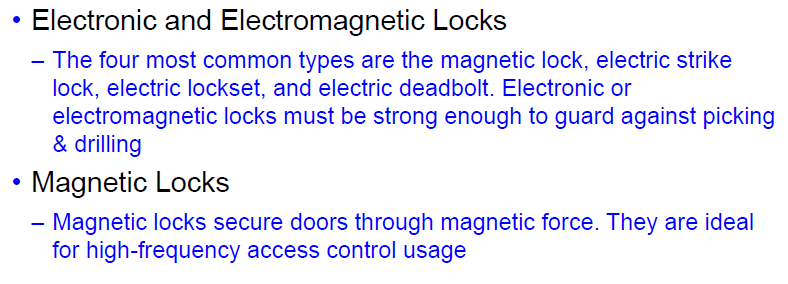 • Electronic and Electromagnetic Locks
– The four most common types are the magnetic lock, electric strike
lock, electric lockset, and electric deadbolt. Electronic or
electromagnetic locks must be strong enough to guard against picking
& drilling
• Magnetic Locks
– Magnetic locks secure doors through magnetic force. They are ideal
for high-frequency access control usage